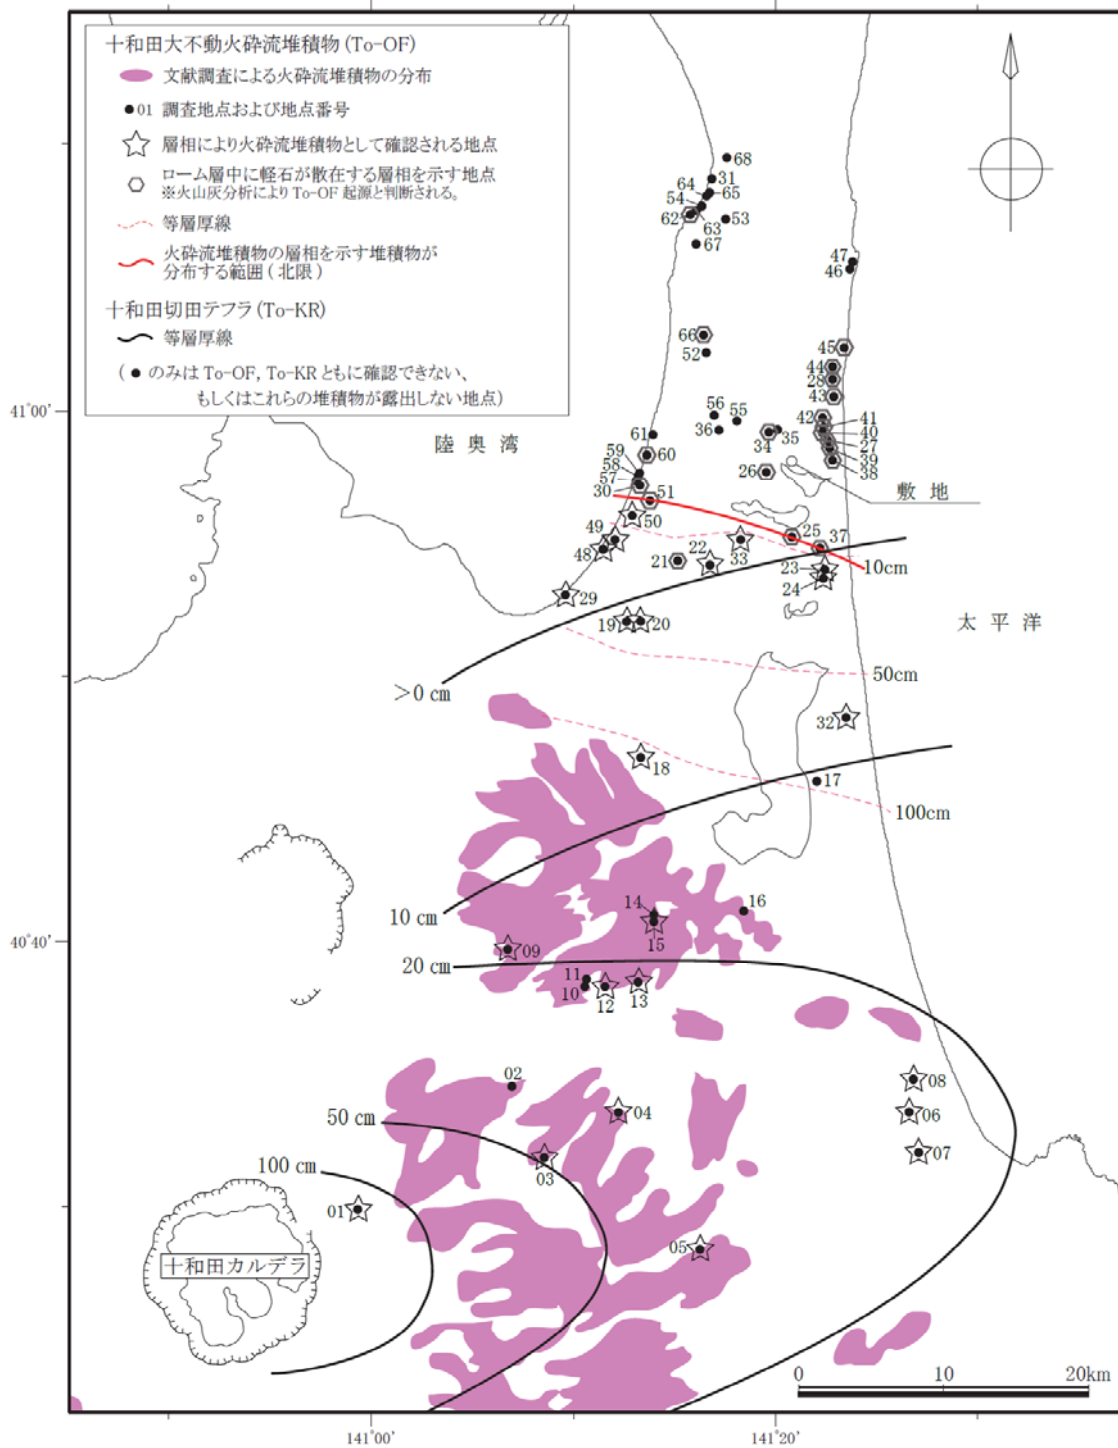 十和田大不動火砕流堆積物 (To-OF)
文献調査による火砕流堆積物の分布
01 調査地点および地点番号
層相により火砕流堆積物として確認される地点
ローム層中に軽石が散在する層相を示す地点
※火山灰分析により To-OF 起源と判断される。
等層厚線
火砕流堆積物の層相を示す堆積物が
分布する範囲 ( 北限 )
十和田切田テフラ (To-KR)
等層厚線
( ● のみは To-OF, To-KR ともに確認できない、
もしくはこれらの堆積物が露出しない地点)
68
31
64
65
54
62
63
53
67
47
46
66
52
45
44
28
43
41°00'
陸奥湾
56
55
36
34
35
42
41
40
27
39
38
61
60
59
58
57
30
51
26
敷地
50
49
48
25
37
33
22
21
23
24
10cm
29
19
20
太平洋
50cm
>0 cm
32
18
17
100cm
10 cm
14
15
16
40°40'
09
20 cm
11
10
12
13
02
08
04
06
50 cm
03
07
100 cm
01
05
十和田カルデラ
0 10 20km
141°00' 141°20'